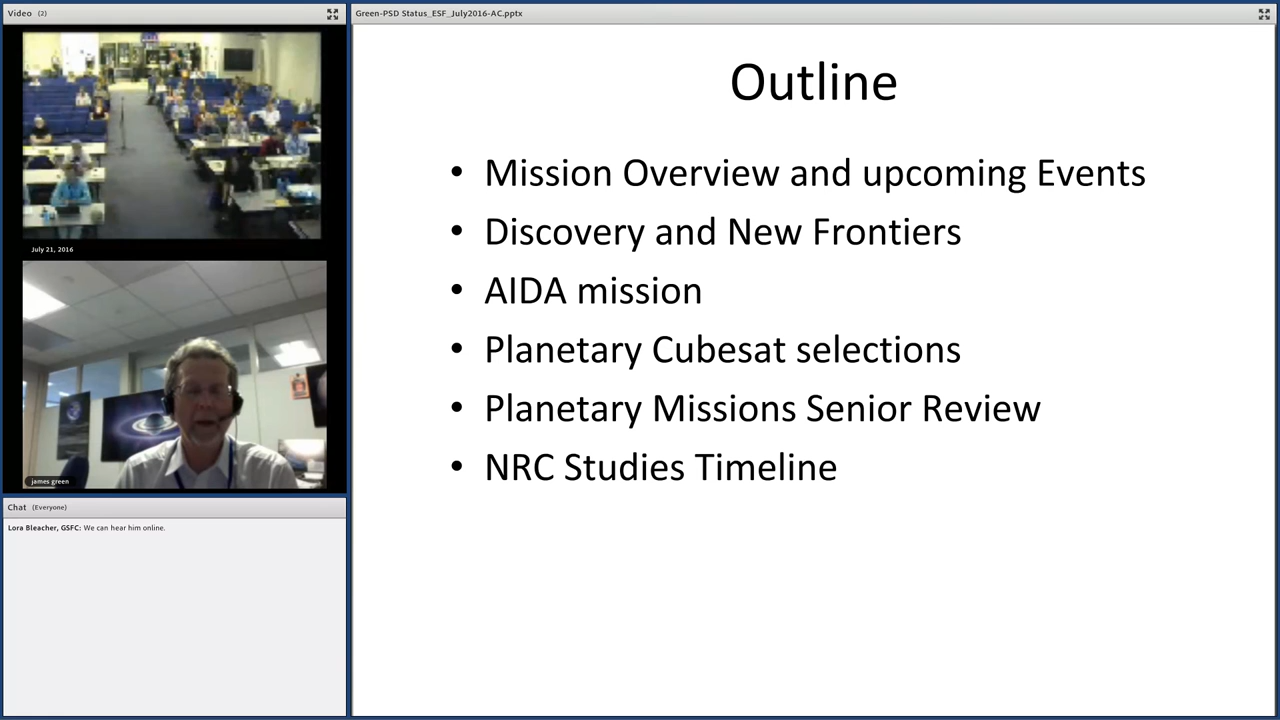 Video (2)
July 21, 2016
james green
Chat (Everyone)
Lora Bleacher, GSFC: We can hear him online.
Green-PSD Status_ESF_July2016-AC.pptx
Outline
• Mission Overview and upcoming Events
• Discovery and New Frontiers
• AIDA mission
• Planetary Cubesat selections
• Planetary Missions Senior Review
• NRC Studies Timeline